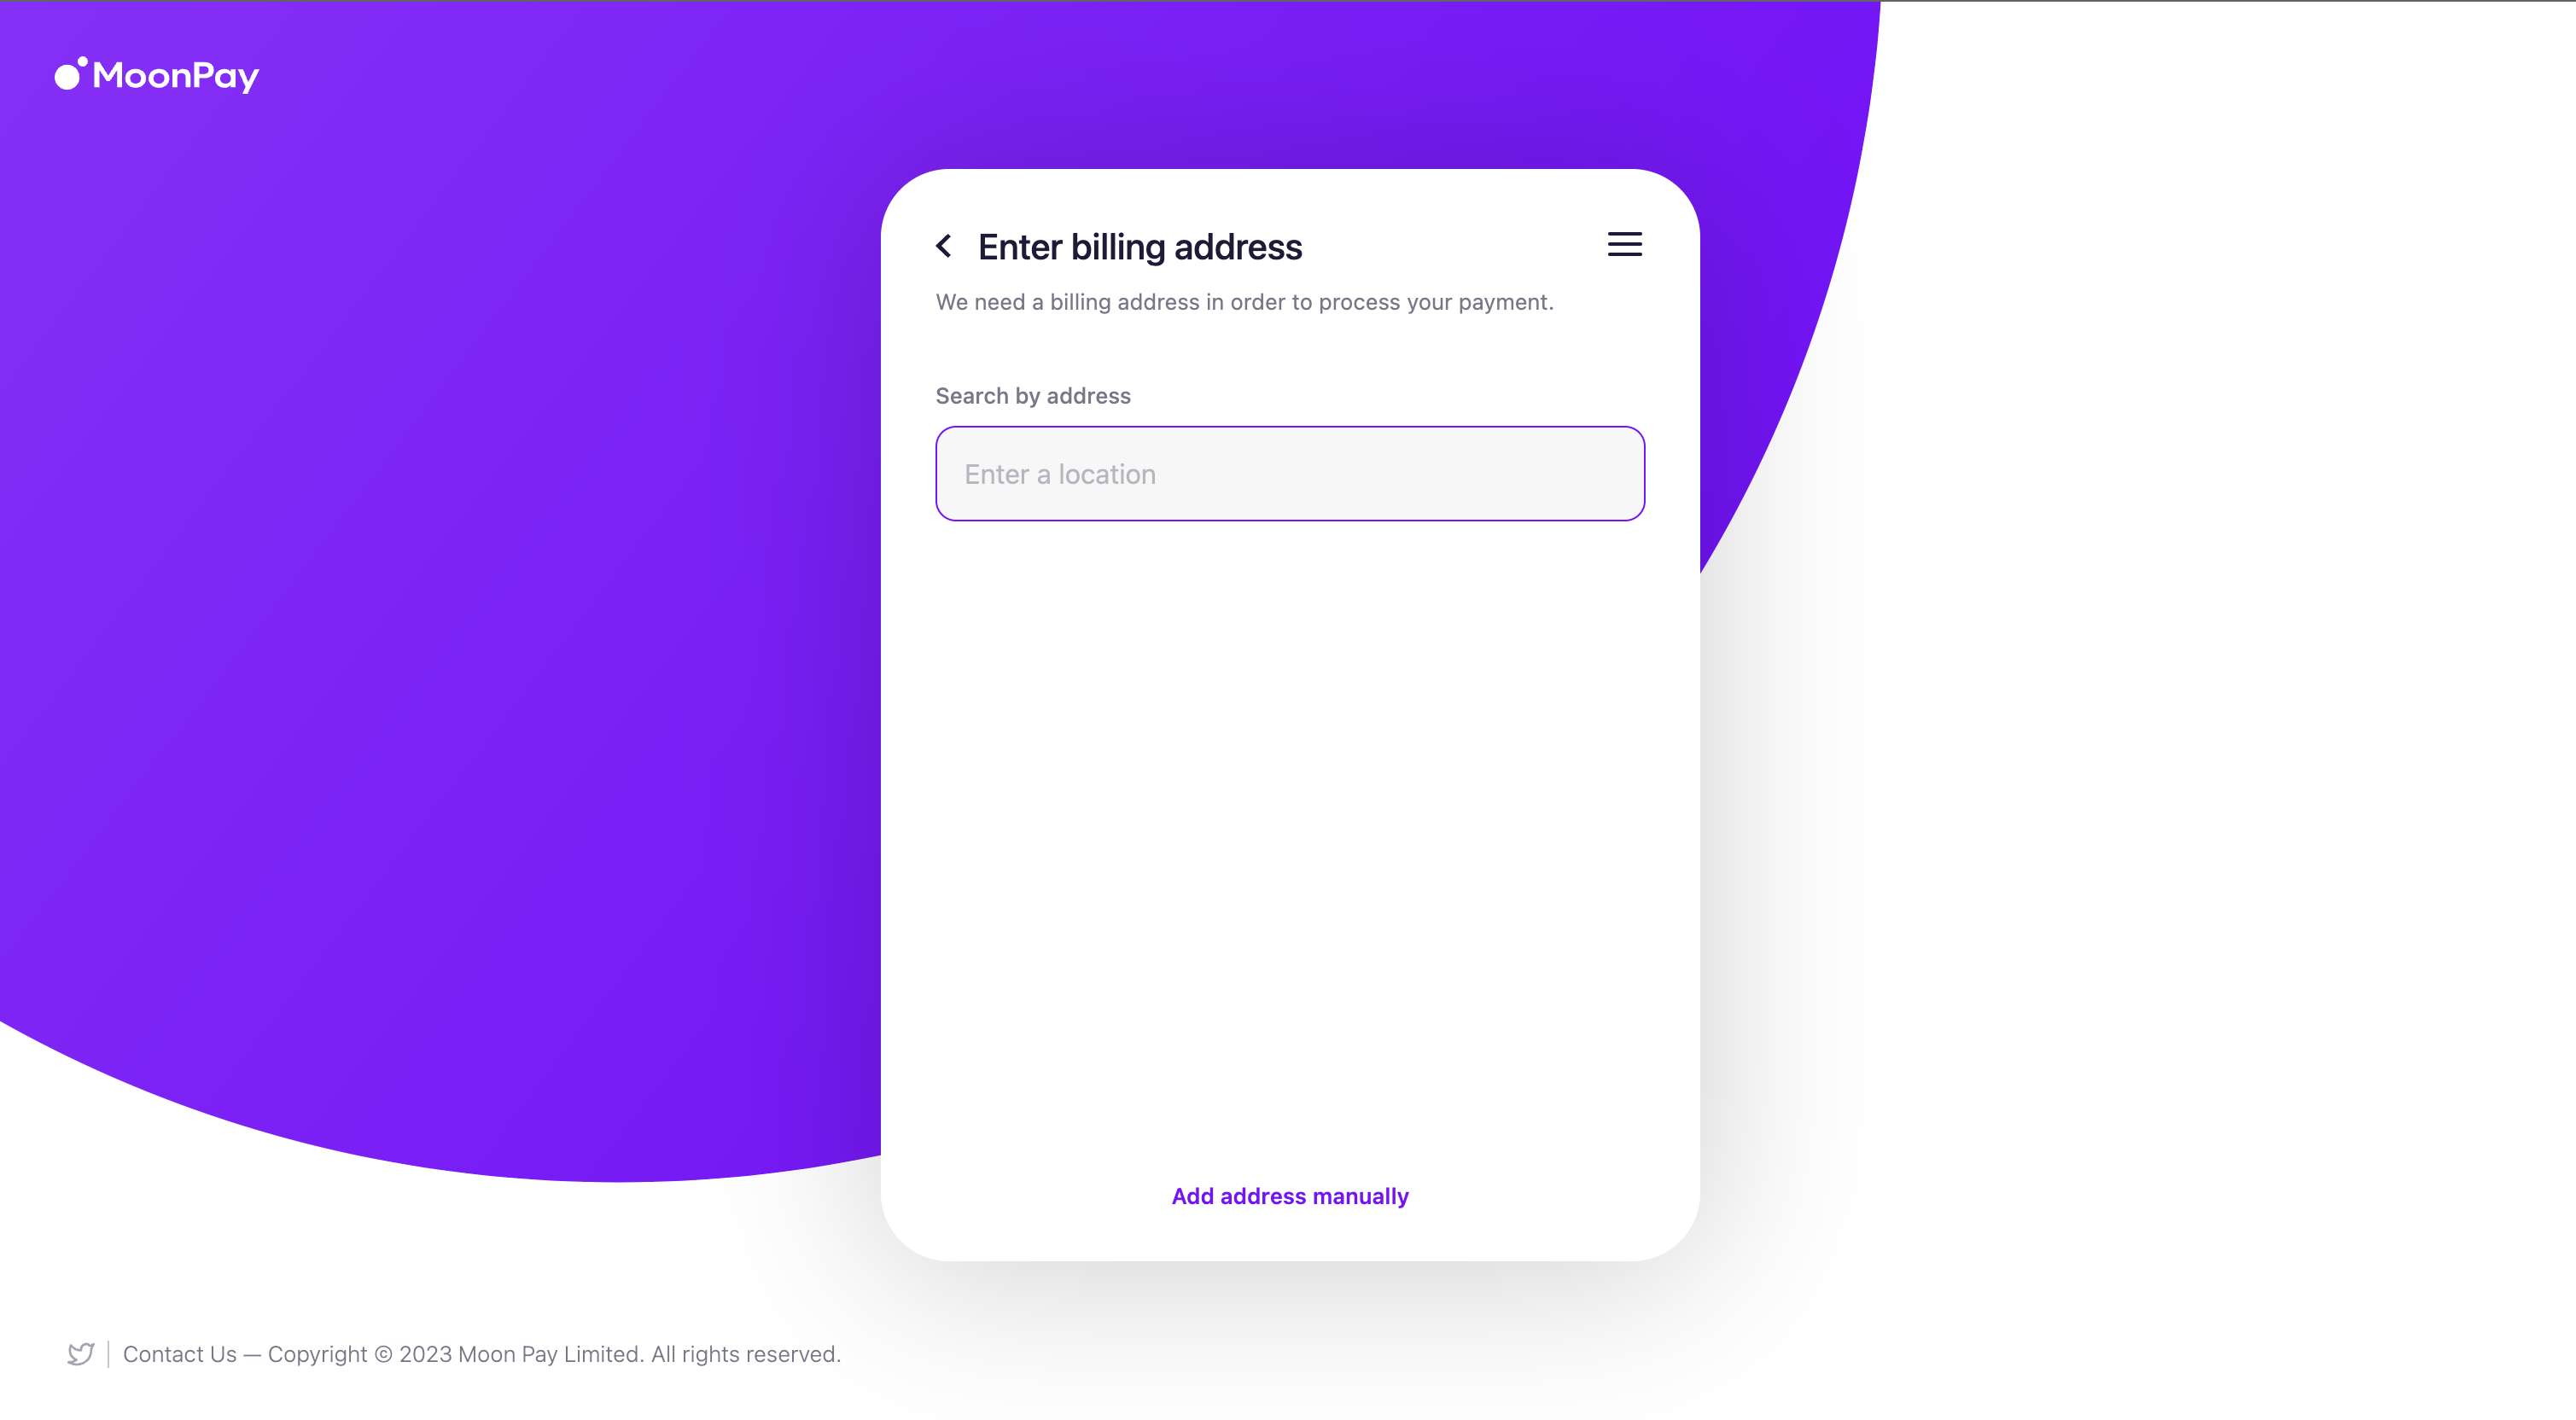 MoonPay
Enter billing address
We need a billing address in order to process your payment.
Search by address
Enter a location
Add address manually
Contact Us — Copyright © 2023 Moon Pay Limited. All rights reserved.